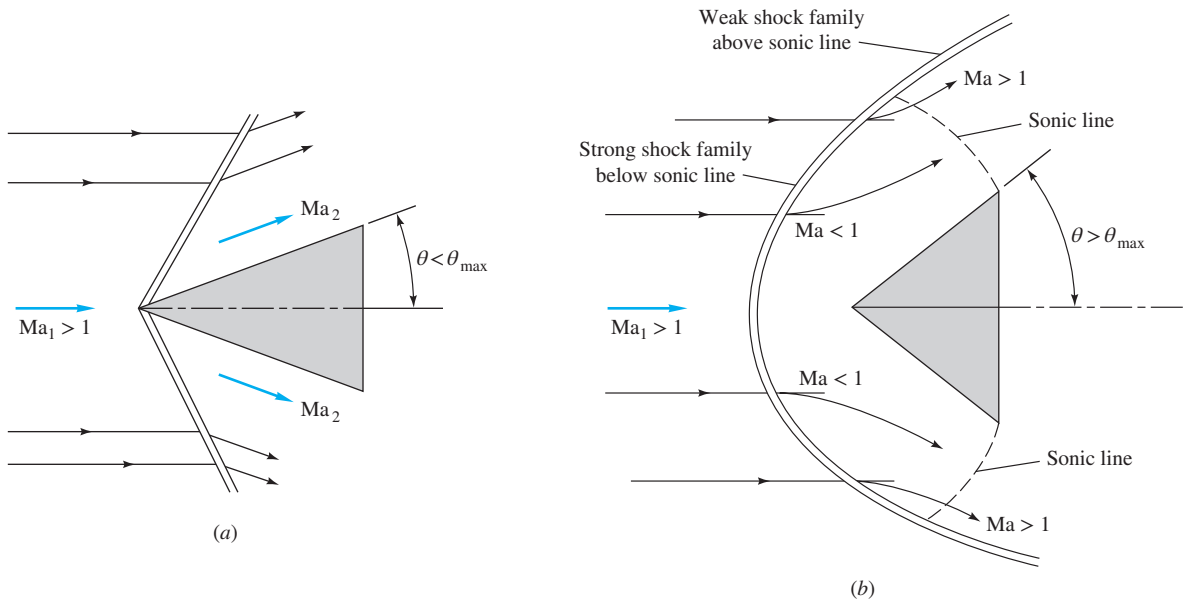 Ma₂
θ < θmax
Ma₁ > 1
Ma₂
(a)
Weak shock family
above sonic line
Ma > 1
Sonic line
Strong shock family
below sonic line
Ma < 1
θ > θmax
Ma₁ > 1
Ma < 1
Sonic line
Ma > 1
(b)